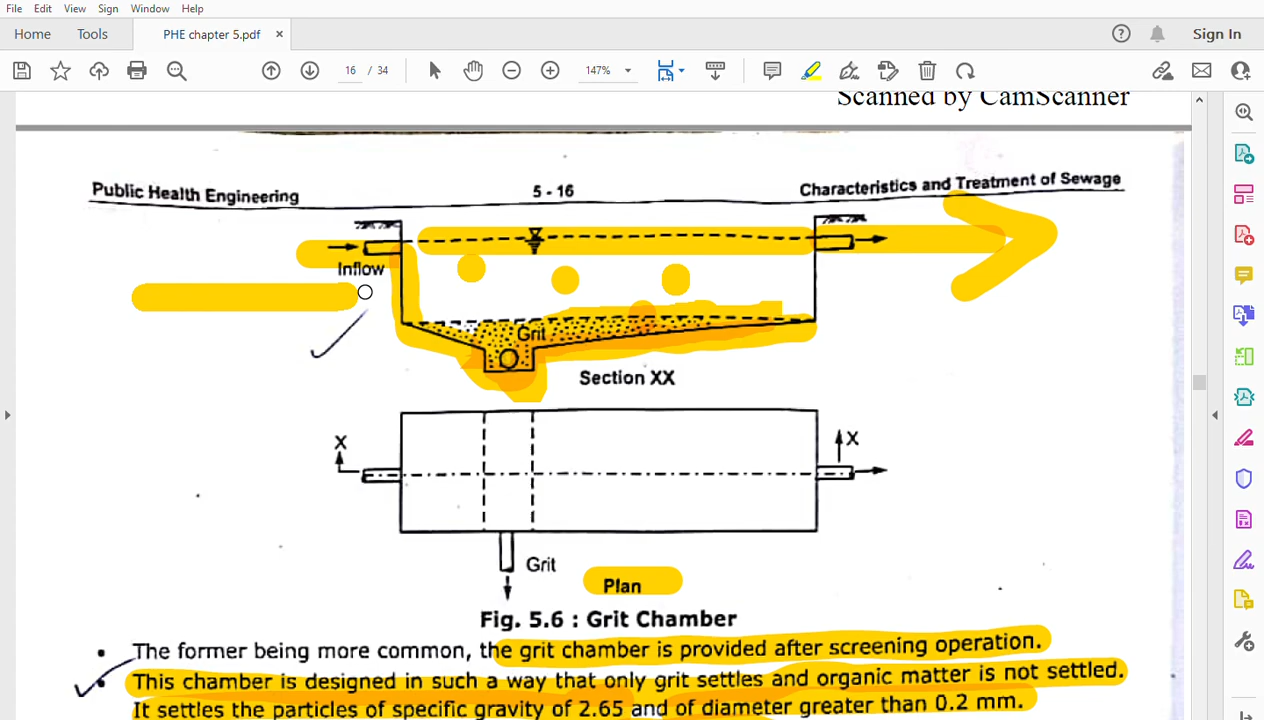 File Edit View Sign Window Help
Home Tools PHE chapter 5.pdf × Sign In
16 / 34 147%
Scanned by CamScanner
Public Health Engineering 5 - 16 Characteristics and Treatment of Sewage
Inflow
Grit
Section XX
X X
Grit
Plan
Fig. 5.6 : Grit Chamber
• The former being more common, the grit chamber is provided after screening operation.
• This chamber is designed in such a way that only grit settles and organic matter is not settled.
It settles the particles of specific gravity of 2.65 and of diameter greater than 0.2 mm.